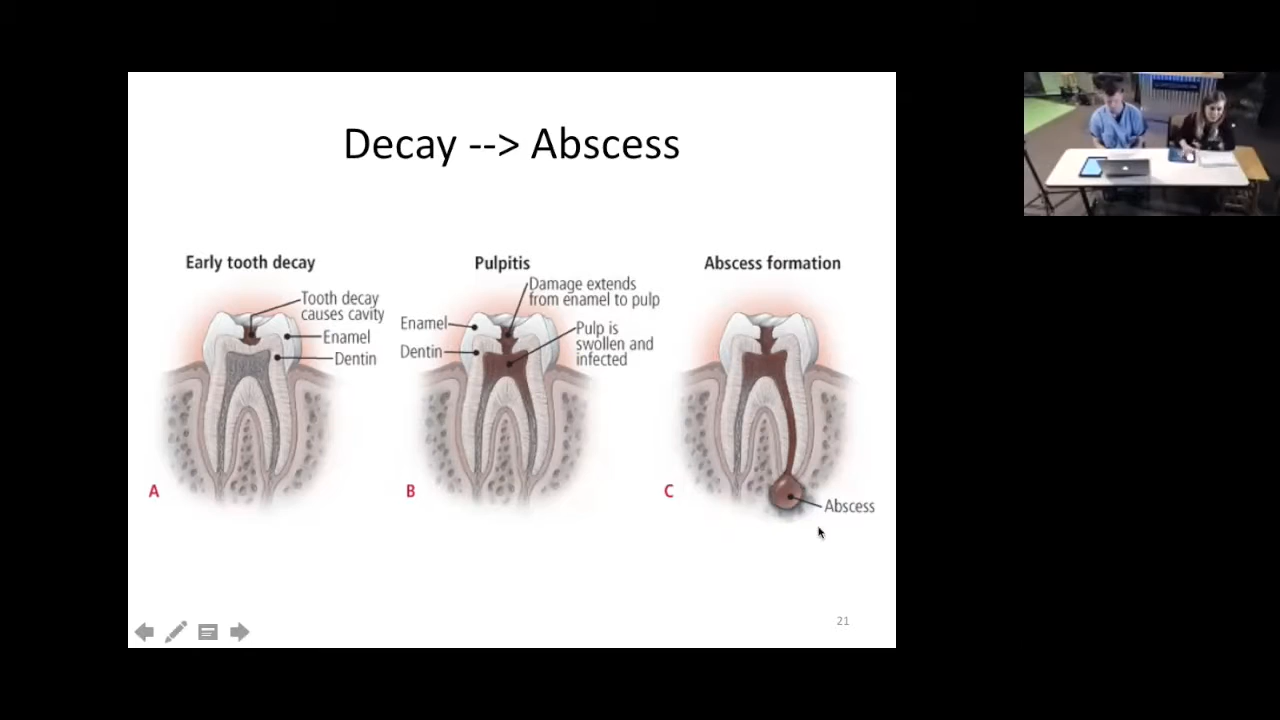 Decay --> Abscess
Early tooth decay
Tooth decay
causes cavity
Enamel
Dentin
A
Pulpitis
Damage extends
from enamel to pulp
Enamel
Pulp is
swollen and
infected
Dentin
B
Abscess formation
Abscess
C
21